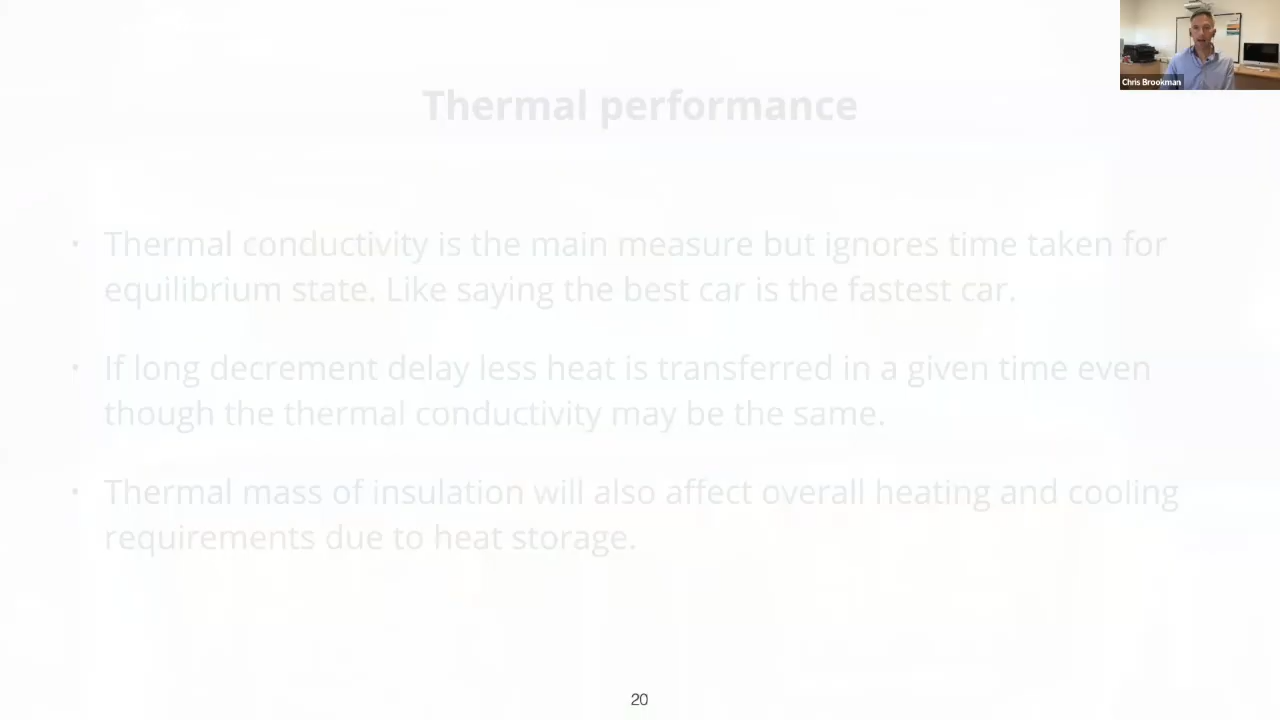 Chris Brookman
Thermal performance
• Thermal conductivity is the main measure but ignores time taken for
equilibrium state. Like saying the best car is the fastest car.
• If long decrement delay less heat is transferred in a given time even
though the thermal conductivity may be the same.
• Thermal mass of insulation will also affect overall heating and cooling
requirements due to heat storage.
20